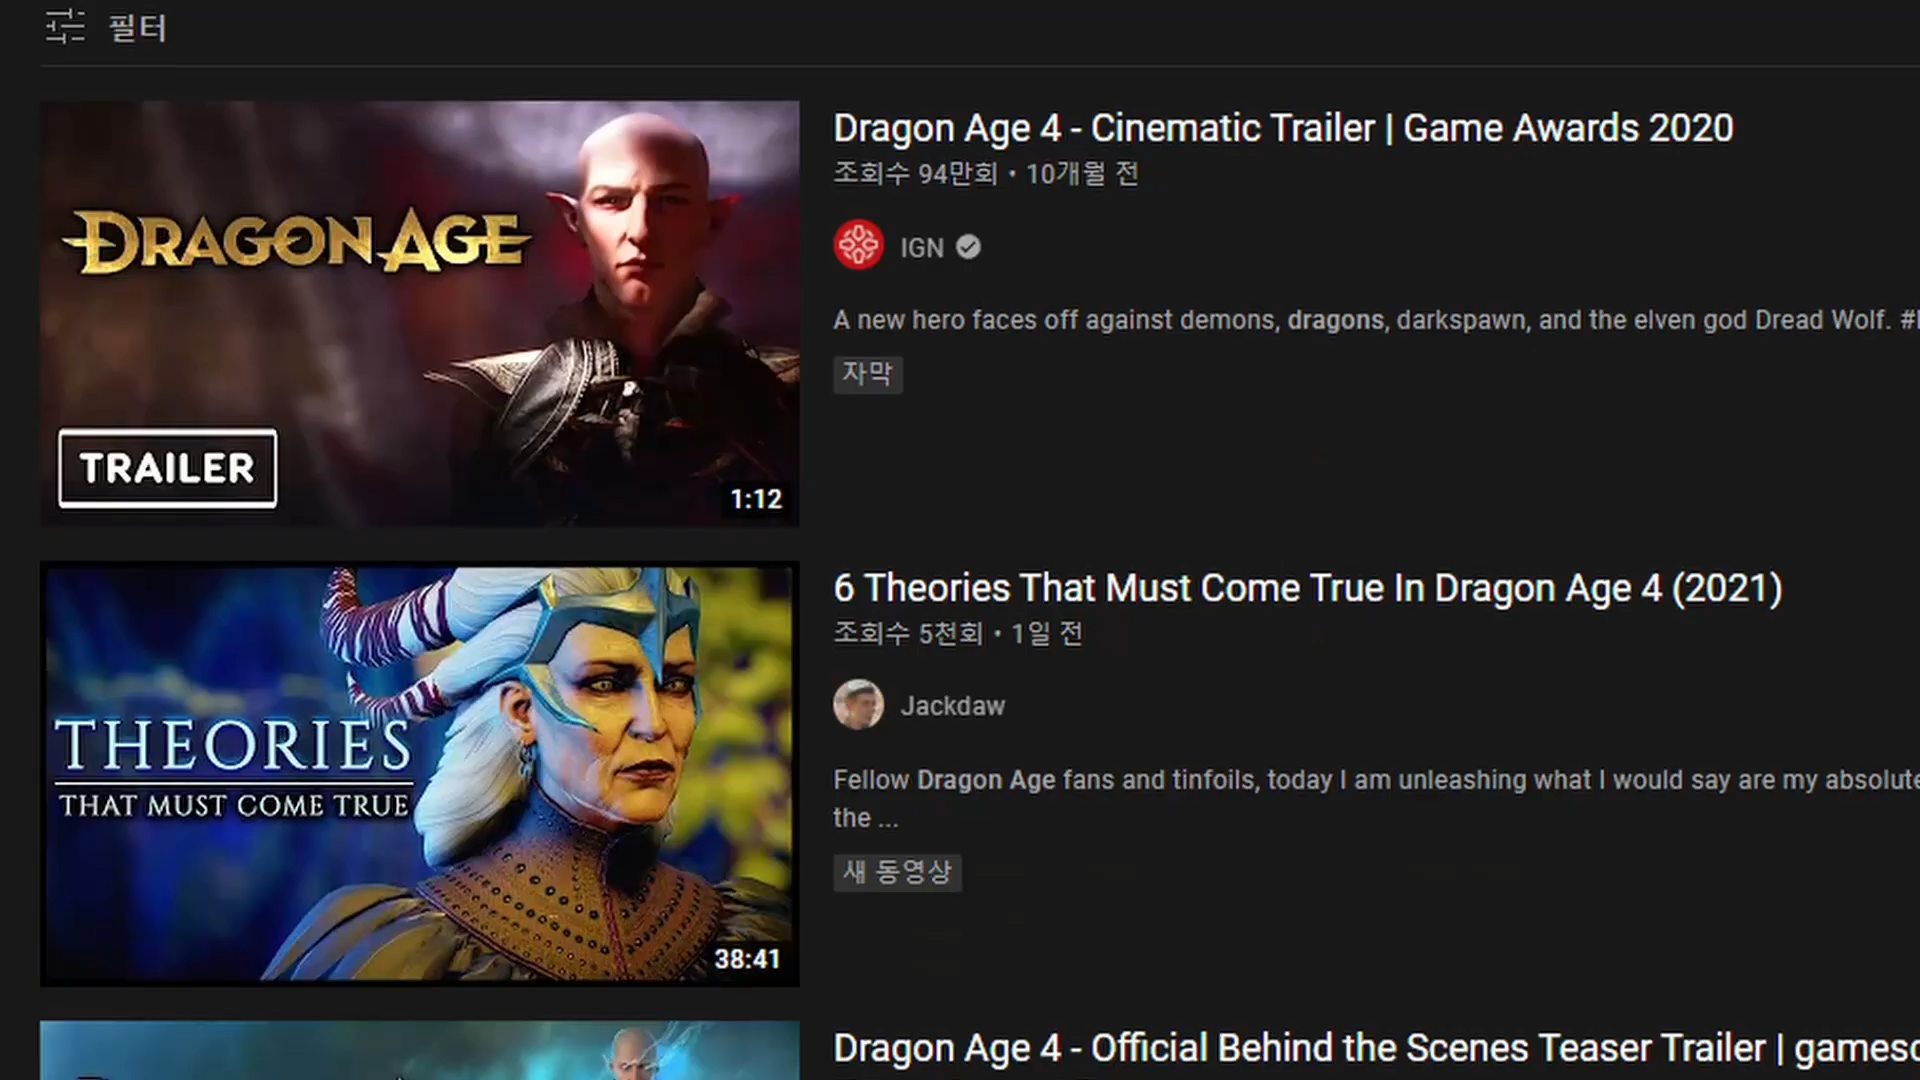 필터
DRAGON AGE
TRAILER
1:12
Dragon Age 4 - Cinematic Trailer | Game Awards 2020
조회수 94만회 • 10개월 전
IGN
A new hero faces off against demons, dragons, darkspawn, and the elven god Dread Wolf.
자막
THEORIES
THAT MUST COME TRUE
38:41
6 Theories That Must Come True In Dragon Age 4 (2021)
조회수 5천회 • 1일 전
Jackdaw
Fellow Dragon Age fans and tinfoils, today I am unleashing what I would say are my absolute
the ...
새 동영상
Dragon Age 4 - Official Behind the Scenes Teaser Trailer |